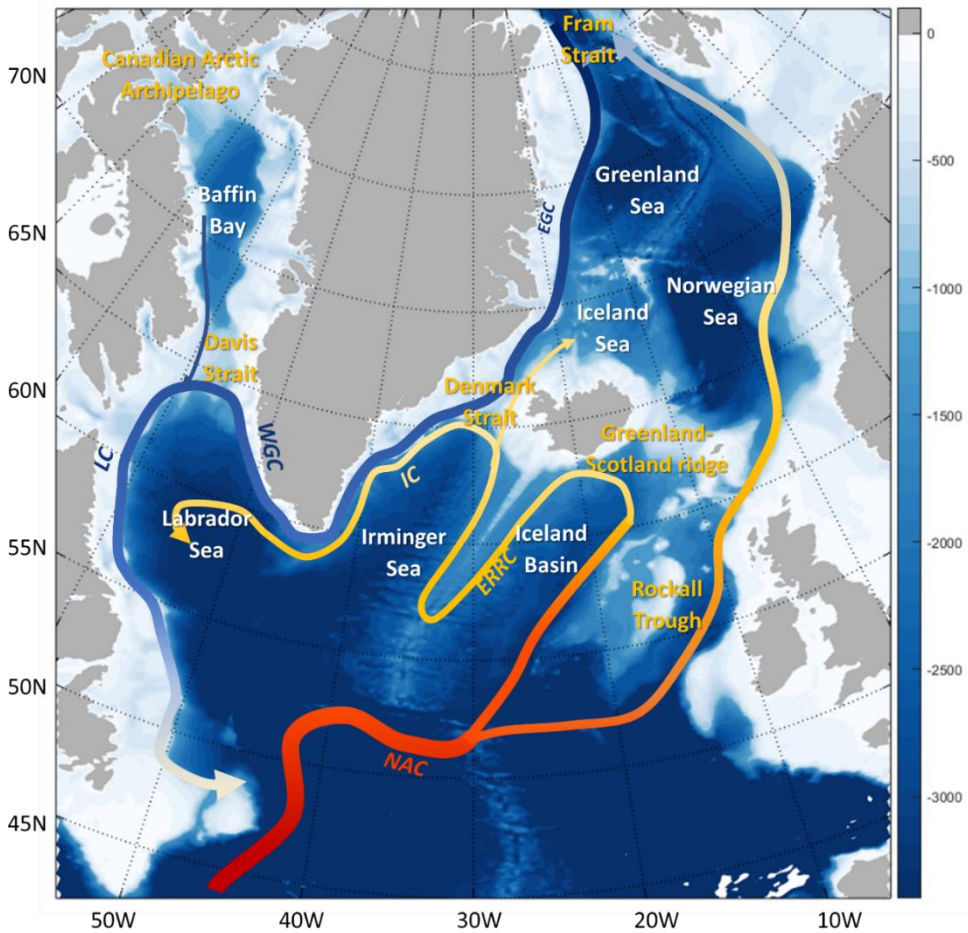 Fram
Strait
Canadian Arctic
Archipelago
70N
0
-500
Greenland
Sea
Baffin
Bay
EGC
65N
Norwegian
Sea
-1000
Iceland
Sea
Davis
Strait
Denmark
Strait
60N
-1500
Greenland-
Scotland ridge
LC
WGC
IC
Labrador
Sea
Irminger
Sea
Iceland
Basin
ERRC
55N
-2000
Rockall
Trough
-2500
50N
NAC
-3000
45N
50W
40W
30W
20W
10W